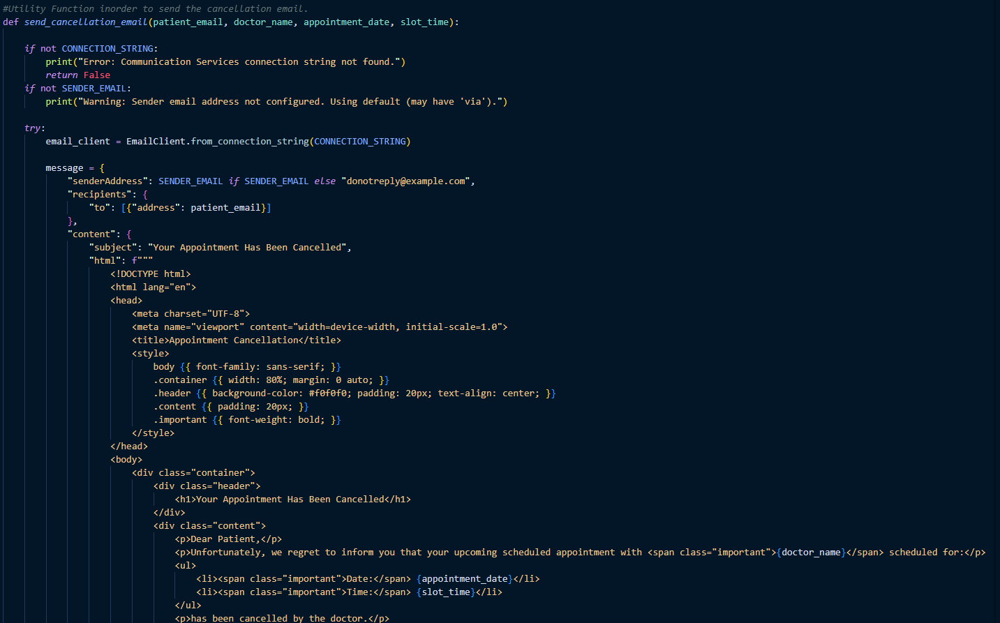 #Utility Function inorder to send the cancellation email.
def send_cancellation_email(patient_email, doctor_name, appointment_date, slot_time):
if not CONNECTION_STRING:
print("Error: Communication Services connection string not found.")
return False
if not SENDER_EMAIL:
print("Warning: Sender email address not configured. Using default (may have 'via').")
try:
email_client = EmailClient.from_connection_string(CONNECTION_STRING)
message = {
"senderAddress": SENDER_EMAIL if SENDER_EMAIL else "donotreply@example.com",
"recipients": {
"to": [{"address": patient_email}]
},
"content": {
"subject": "Your Appointment Has Been Cancelled",
"html": f"""
<!DOCTYPE html>
<html lang="en">
<head>
<meta charset="UTF-8">
<meta name="viewport" content="width=device-width, initial-scale=1.0">
<title>Appointment Cancellation</title>
<style>
body {{ font-family: sans-serif; }}
.container {{ width: 80%; margin: 0 auto; }}
.header {{ background-color: #f0f0f0; padding: 20px; text-align: center; }}
.content {{ padding: 20px; }}
.important {{ font-weight: bold; }}
</style>
</head>
<body>
<div class="container">
<div class="header">
<h1>Your Appointment Has Been Cancelled</h1>
</div>
<div class="content">
<p>Dear Patient,</p>
<p>Unfortunately, we regret to inform you that your upcoming scheduled appointment with <span class="important">{doctor_name}</span> scheduled for:</p>
<ul>
<li><span class="important">Date:</span> {appointment_date}</li>
<li><span class="important">Time:</span> {slot_time}</li>
</ul>
<p>has been cancelled by the doctor.</p>